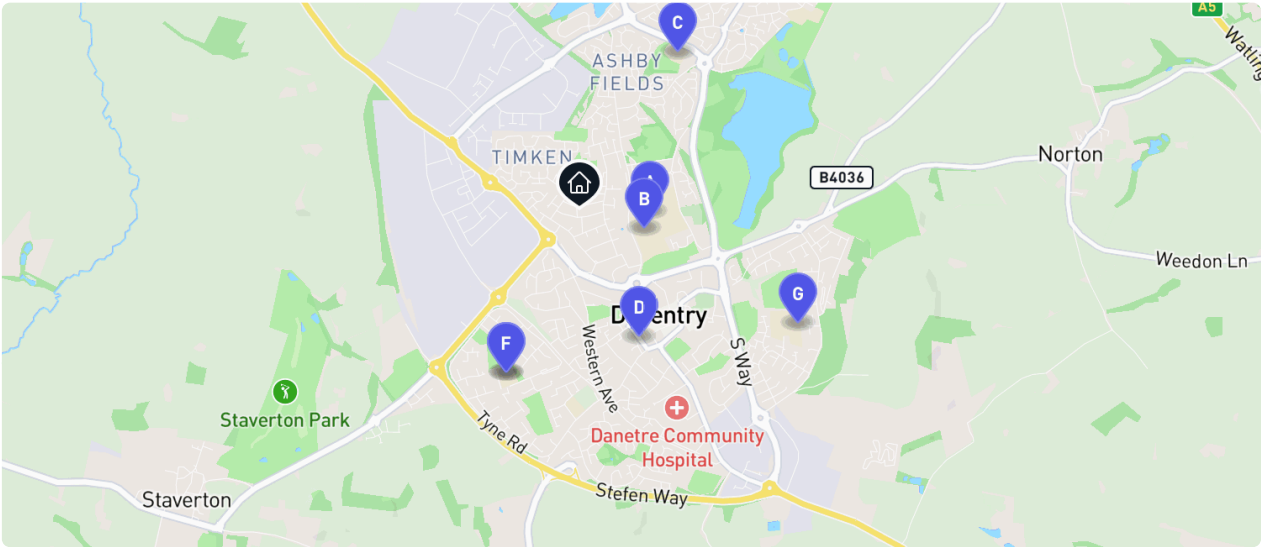 A5
Watling
C
ASHBY
FIELDS
TIMKEN
Norton
B4036
A
B
Weedon Ln
G
D
Daventry
F
Western Ave
S Way
Staverton Park
Tyne Rd
Danetre Community
Hospital
Staverton
Stefen Way